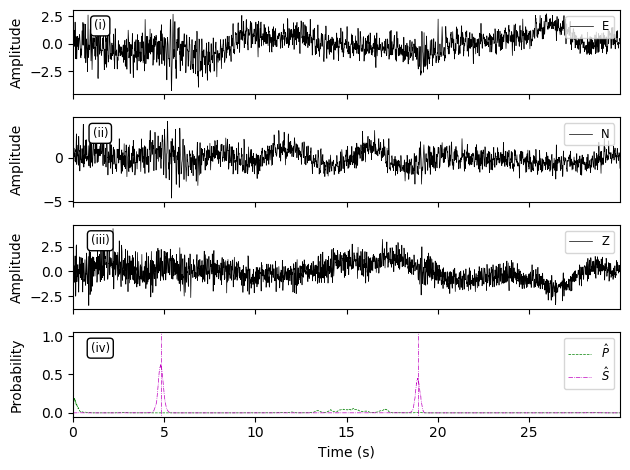 Amplitude
2.5
0.0
−2.5
(i)
E
Amplitude
0
−5
(ii)
N
Amplitude
2.5
0.0
−2.5
(iii)
Z
Probability
1.0
0.5
0.0
(iv)
P̂
Ŝ
0 5 10 15 20 25
Time (s)